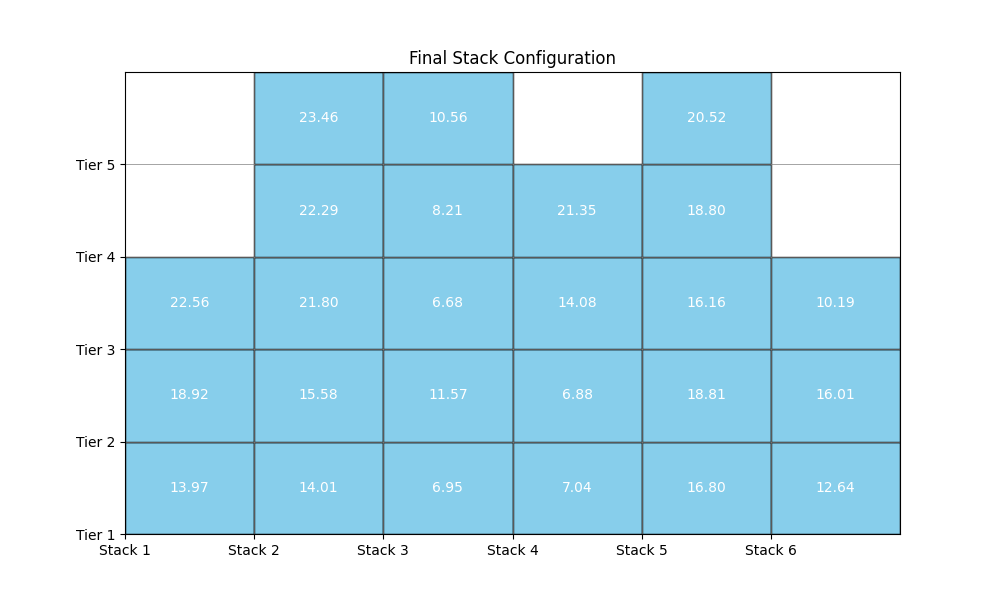 Final Stack Configuration
23.46 10.56 20.52
Tier 5
22.29 8.21 21.35 18.80
Tier 4
22.56 21.80 6.68 14.08 16.16 10.19
Tier 3
18.92 15.58 11.57 6.88 18.81 16.01
Tier 2
13.97 14.01 6.95 7.04 16.80 12.64
Tier 1
Stack 1 Stack 2 Stack 3 Stack 4 Stack 5 Stack 6